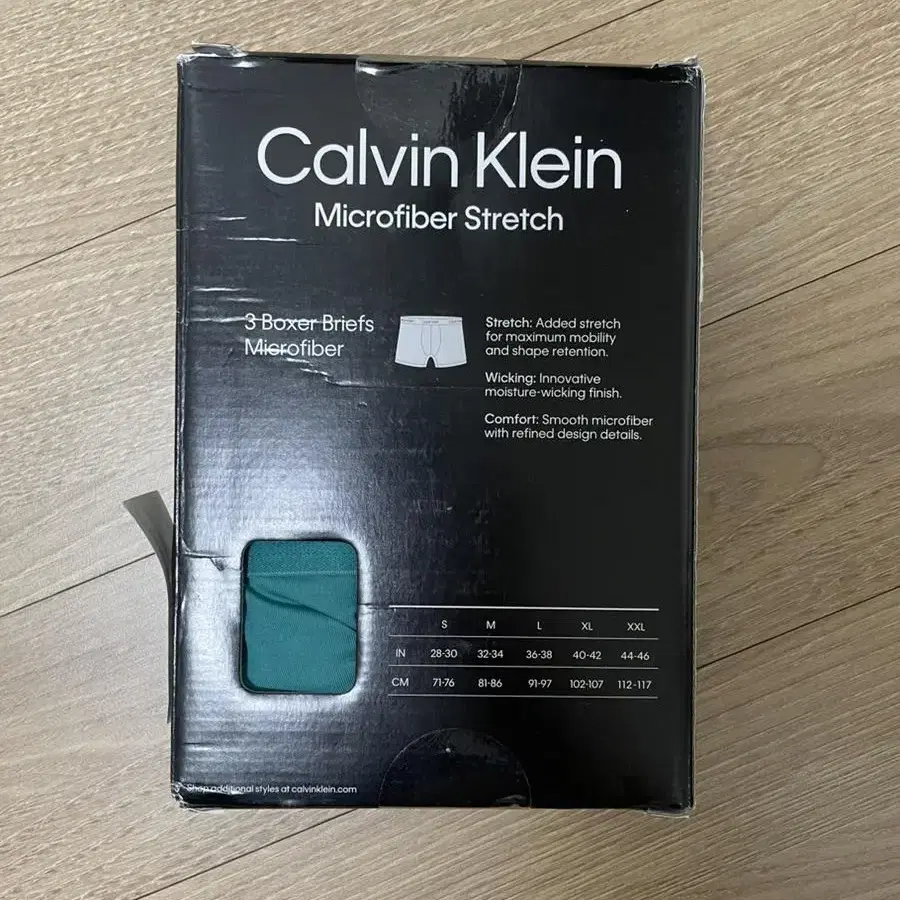 Calvin Klein
Microfiber Stretch
3 Boxer Briefs
Microfiber
Stretch: Added stretch
for maximum mobility
and shape retention.
Wicking: Innovative
moisture-wicking finish.
Comfort: Smooth microfiber
with refined design details.
S M L XL XXL
IN 28-30 32-34 36-38 40-42 44-46
CM 71-76 81-86 91-97 102-107 112-117
Shop additional styles at calvinklein.com